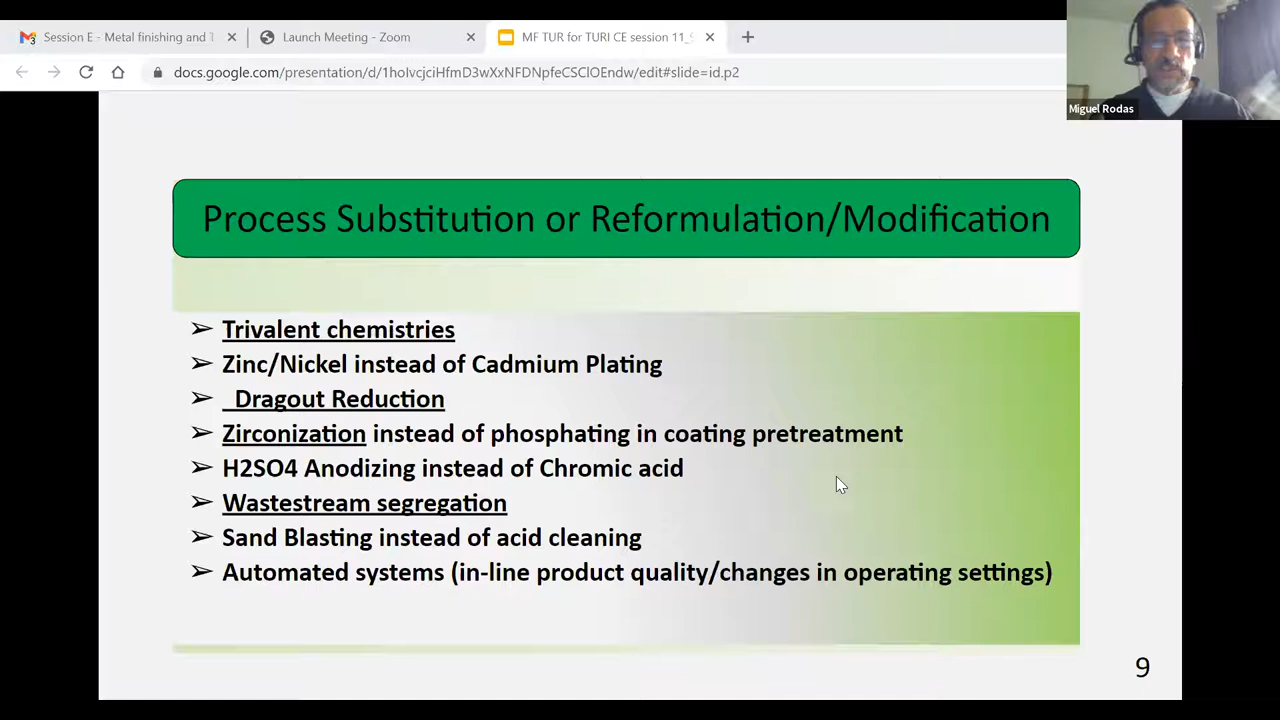 Session E - Metal finishing and T
Launch Meeting - Zoom
MF TUR for TURI CE session 11_9
docs.google.com/presentation/d/1hoIvcjciHfmD3wXxNFDNpfeCSClOEndw/edit#slide=id.p2
Miguel Rodas
Process Substitution or Reformulation/Modification
➢ Trivalent chemistries
➢ Zinc/Nickel instead of Cadmium Plating
➢ Dragout Reduction
➢ Zirconization instead of phosphating in coating pretreatment
➢ H2SO4 Anodizing instead of Chromic acid
➢ Wastestream segregation
➢ Sand Blasting instead of acid cleaning
➢ Automated systems (in-line product quality/changes in operating settings)
9